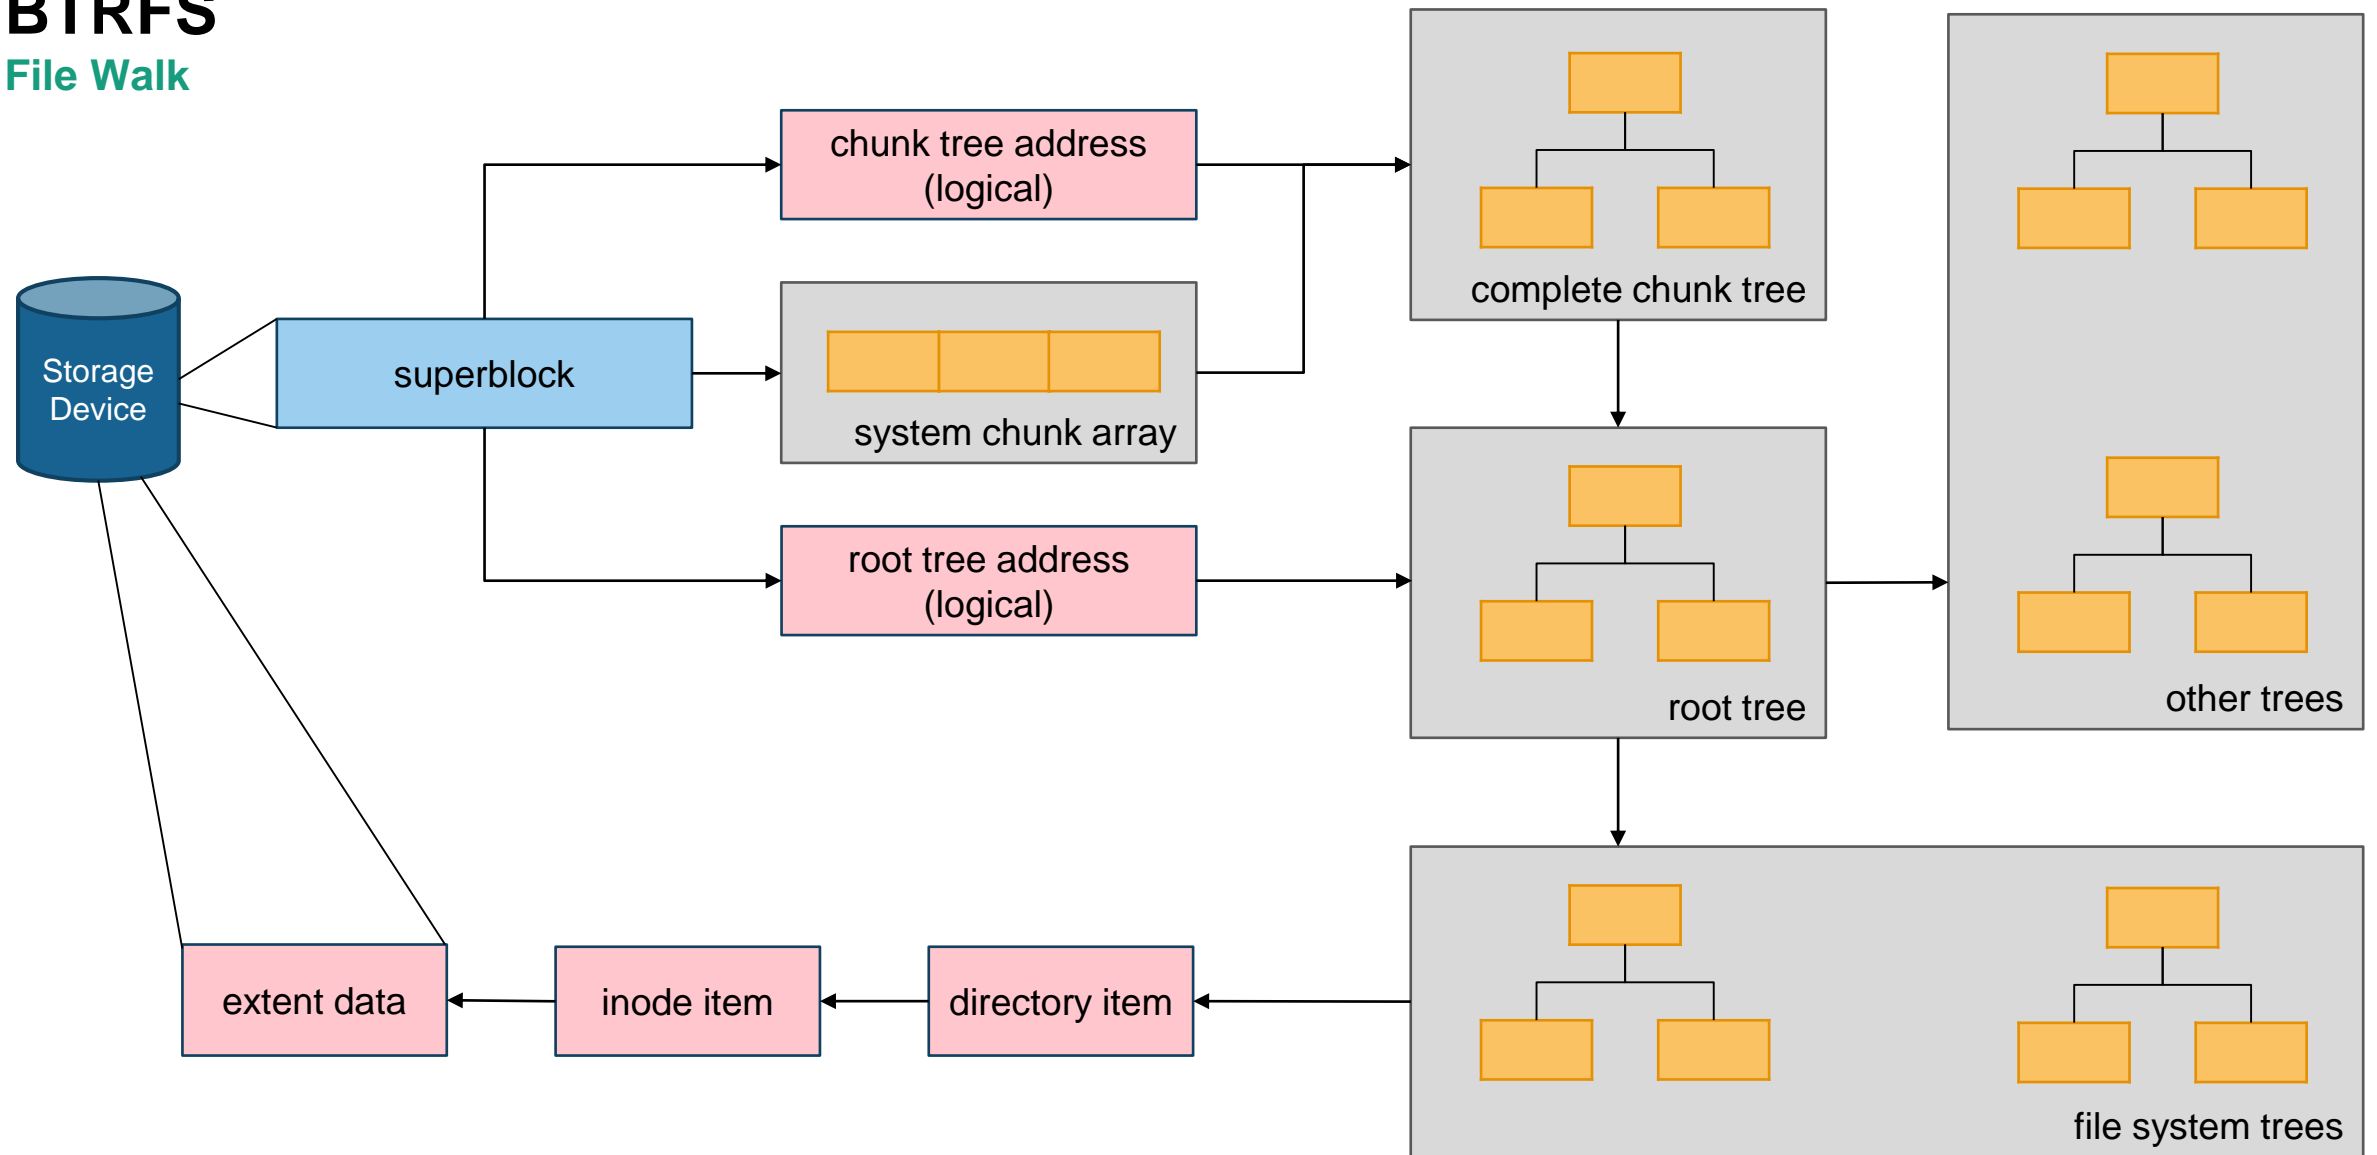 BTRFS
File Walk
chunk tree address
(logical)
complete chunk tree
Storage
Device
superblock
system chunk array
root tree address
(logical)
root tree
other trees
extent data
inode item
directory item
file system trees